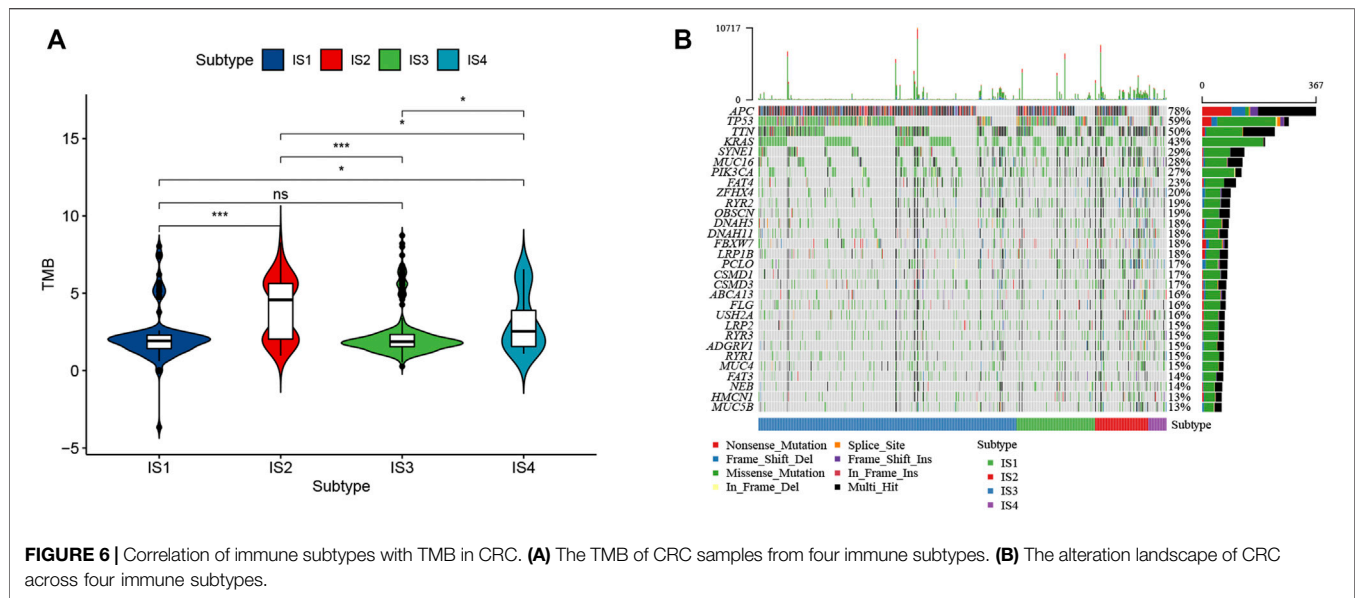 A
Subtype IS1 IS2 IS3 IS4
TMB
15
10
5
0
−5
*
*
***
*
ns
***
IS1 IS2 IS3 IS4
Subtype
B
10717
0
0 367
APC 78%
TP53 59%
TTN 50%
KRAS 43%
SYNE1 29%
MUC16 28%
PIK3CA 27%
FAT4 23%
ZFHX4 20%
RYR2 19%
OBSCN 19%
DNAH5 18%
DNAH11 18%
FBXW7 18%
LRP1B 18%
PCLO 17%
CSMD1 17%
CSMD3 17%
ABCA13 16%
FLG 16%
USH2A 16%
LRP2 15%
RYR3 15%
ADGRV1 15%
RYR1 15%
MUC4 15%
FAT3 14%
NEB 14%
HMCN1 13%
MUC5B 13%
Subtype
Nonsense_Mutation Splice_Site
Frame_Shift_Del Frame_Shift_Ins
Missense_Mutation In_Frame_Ins
In_Frame_Del Multi_Hit
Subtype
IS1
IS2
IS3
IS4
FIGURE 6 | Correlation of immune subtypes with TMB in CRC. (A) The TMB of CRC samples from four immune subtypes. (B) The alteration landscape of CRC
across four immune subtypes.